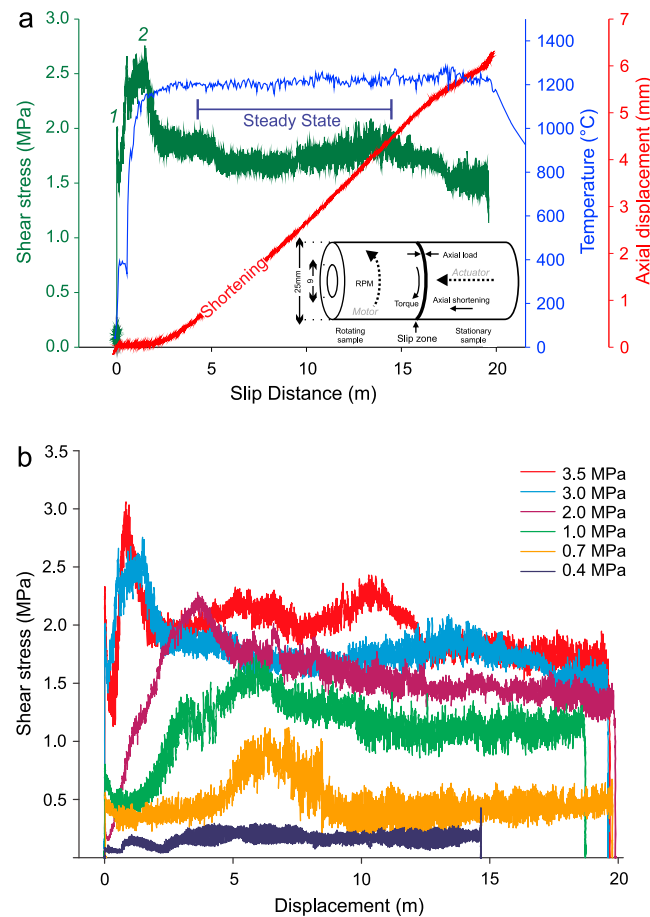 a
Shear stress (MPa)
3.0
2.5
2.0
1.5
1.0
0.5
0.0
1
2
Steady State
Shortening
1400
1200
1000
800
600
400
200
0
Temperature (°C)
7
6
5
4
3
2
1
0
Axial displacement (mm)
25mm
9
RPM
Motor
Axial load
Actuator
Torque
Axial shortening
Rotating
sample
Slip zone
Stationary
sample
0
5
10
15
20
Slip Distance (m)
b
Shear stress (MPa)
3.5
3.0
2.5
2.0
1.5
1.0
0.5
3.5 MPa
3.0 MPa
2.0 MPa
1.0 MPa
0.7 MPa
0.4 MPa
0
5
10
15
20
Displacement (m)